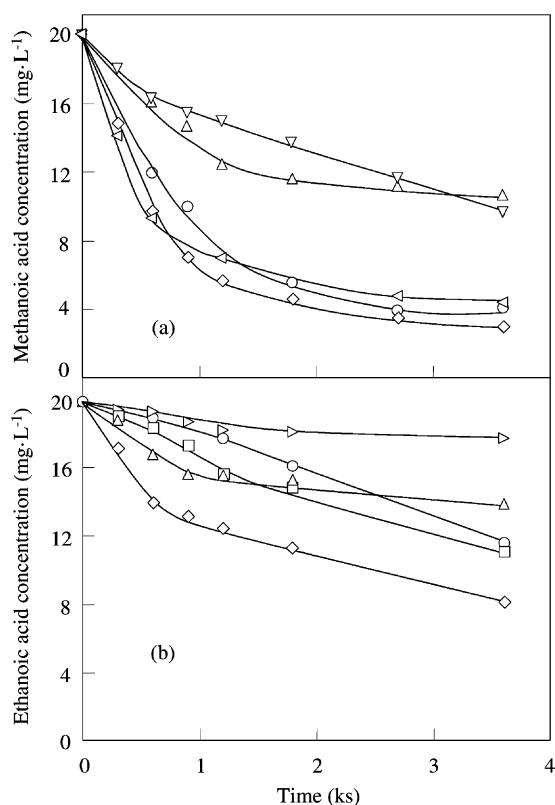 Methanoic acid concentration (mg·L⁻¹)
20
16
12
8
4
0
(a)
Ethanoic acid concentration (mg·L⁻¹)
20
16
12
8
4
0
(b)
0 1 2 3 4
Time (ks)